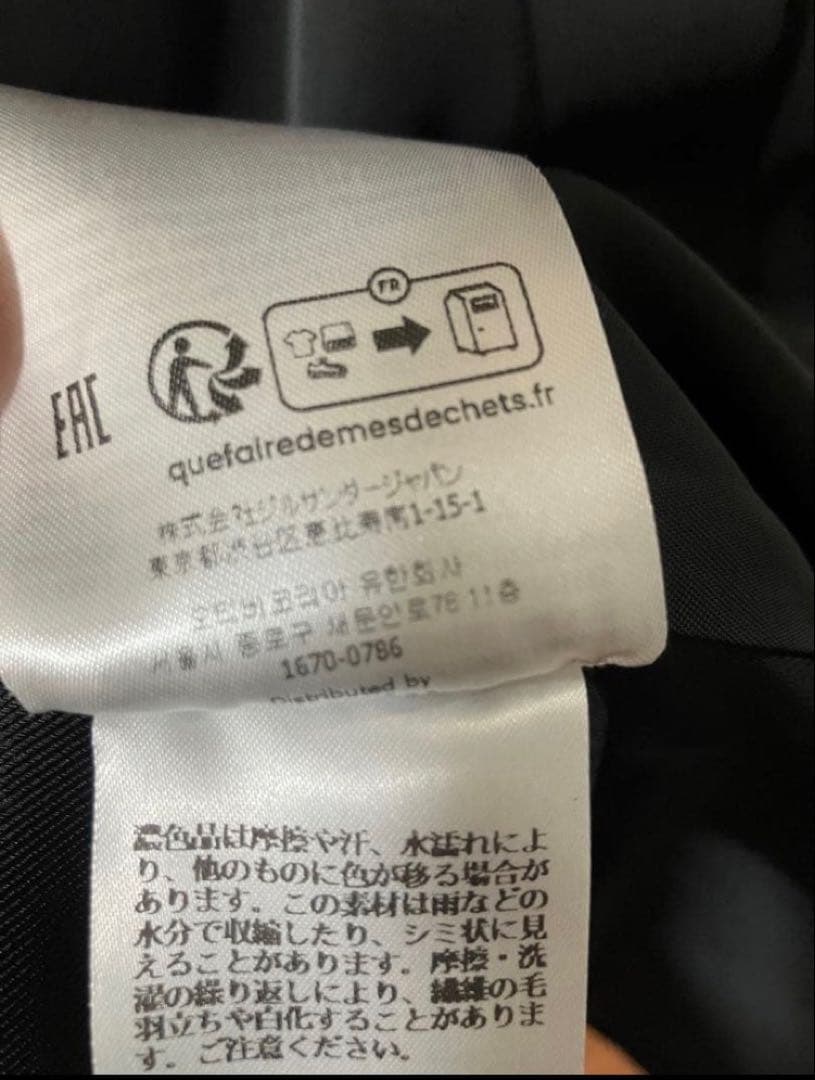 FR
EAC
quefairedemesdechets.fr
株式会社ジルサンダージャパン
東京都渋谷区恵比寿南1-15-1
오티비코리아 유한회사
서울시 종로구 새문안로76 11층
1670-0786
Distributed by
濃色品は摩擦や汗、水濡れによ
り、他のものに色が移る場合が
あります。この素材は雨などの
水分で収縮したり、シミ状に見
えることがあります。摩擦・洗
濯の繰り返しにより、繊維の毛
羽立ちや白化することがありま
す。ご注意ください。